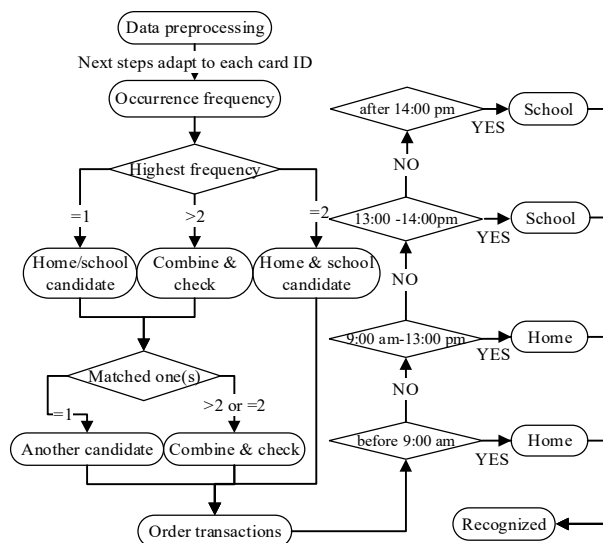 Data preprocessing
Next steps adapt to each card ID
Occurrence frequency
Highest frequency
=1
>2
=2
Home/school
candidate
Combine &
check
Home & school
candidate
Matched one(s)
=1
>2 or =2
Another candidate
Combine & check
Order transactions
before 9:00 am
YES
Home
NO
9:00 am-13:00 pm
YES
Home
NO
13:00 -14:00pm
YES
School
NO
after 14:00 pm
YES
School
Recognized